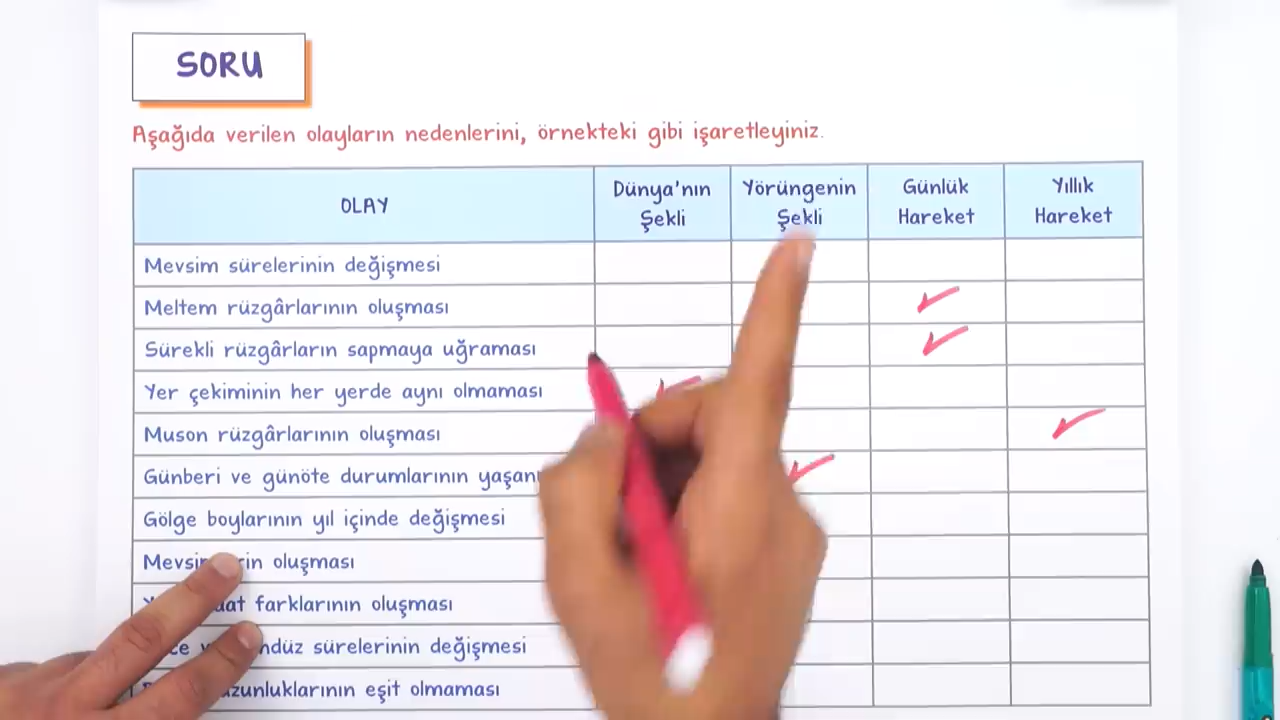 SORU
Aşağıda verilen olayların nedenlerini, örnekteki gibi işaretleyiniz.
OLAY
Dünya'nın
Şekli
Yörüngenin
Şekli
Günlük
Hareket
Yıllık
Hareket
Mevsim sürelerinin değişmesi
Meltem rüzgârlarının oluşması
Sürekli rüzgârların sapmaya uğraması
Yer çekiminin her yerde aynı olmaması
Muson rüzgârlarının oluşması
Günberi ve günöte durumlarının
Gölge boylarının yıl içinde değişmesi
oluşması
farklarının oluşması
sürelerinin değişmesi
eşit olmaması